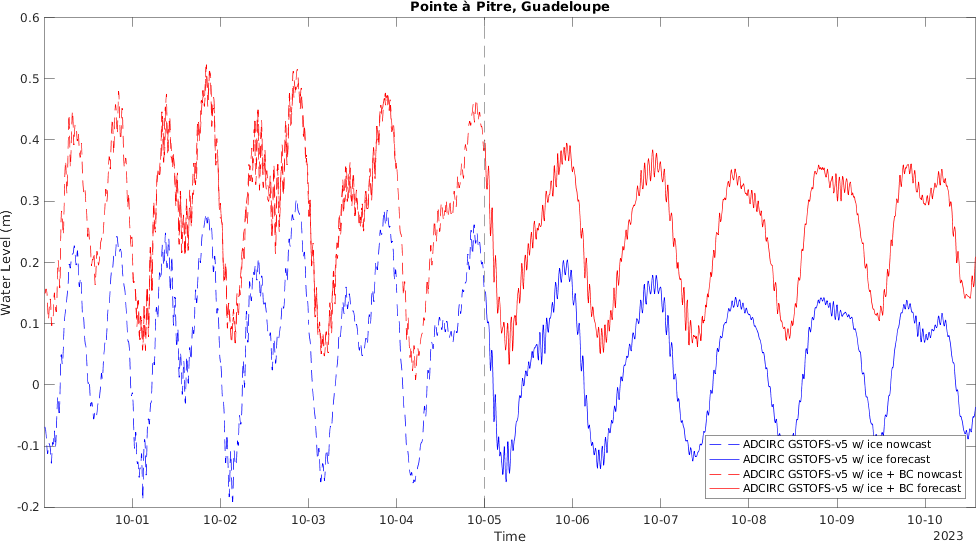 Pointe à Pitre, Guadeloupe
0.6
0.5
0.4
0.3
0.2
0.1
0
-0.1
-0.2
Water Level (m)
ADCIRC GSTOFS-v5 w/ ice nowcast
ADCIRC GSTOFS-v5 w/ ice forecast
ADCIRC GSTOFS-v5 w/ ice + BC nowcast
ADCIRC GSTOFS-v5 w/ ice + BC forecast
10-01 10-02 10-03 10-04 10-05 10-06 10-07 10-08 10-09 10-10
Time
2023